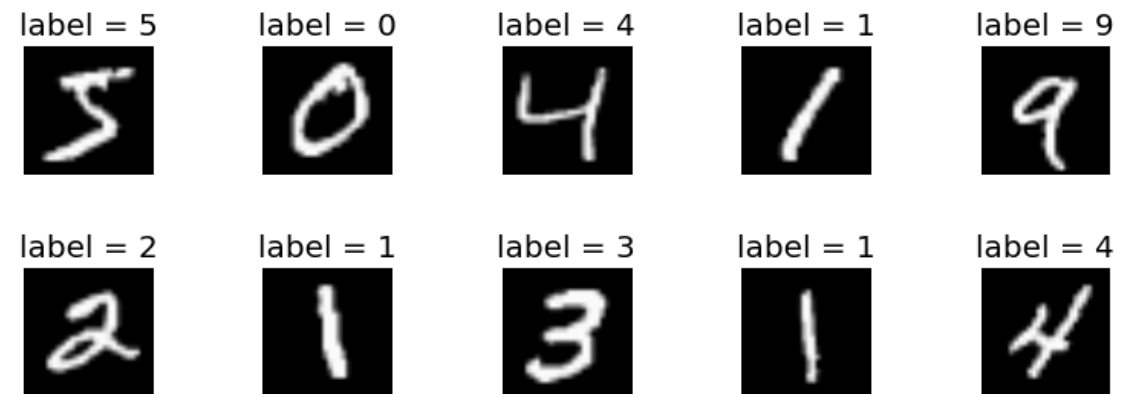 label = 5 label = 0 label = 4 label = 1 label = 9
5 0 4 1 9
label = 2 label = 1 label = 3 label = 1 label = 4
2 1 3 1 4